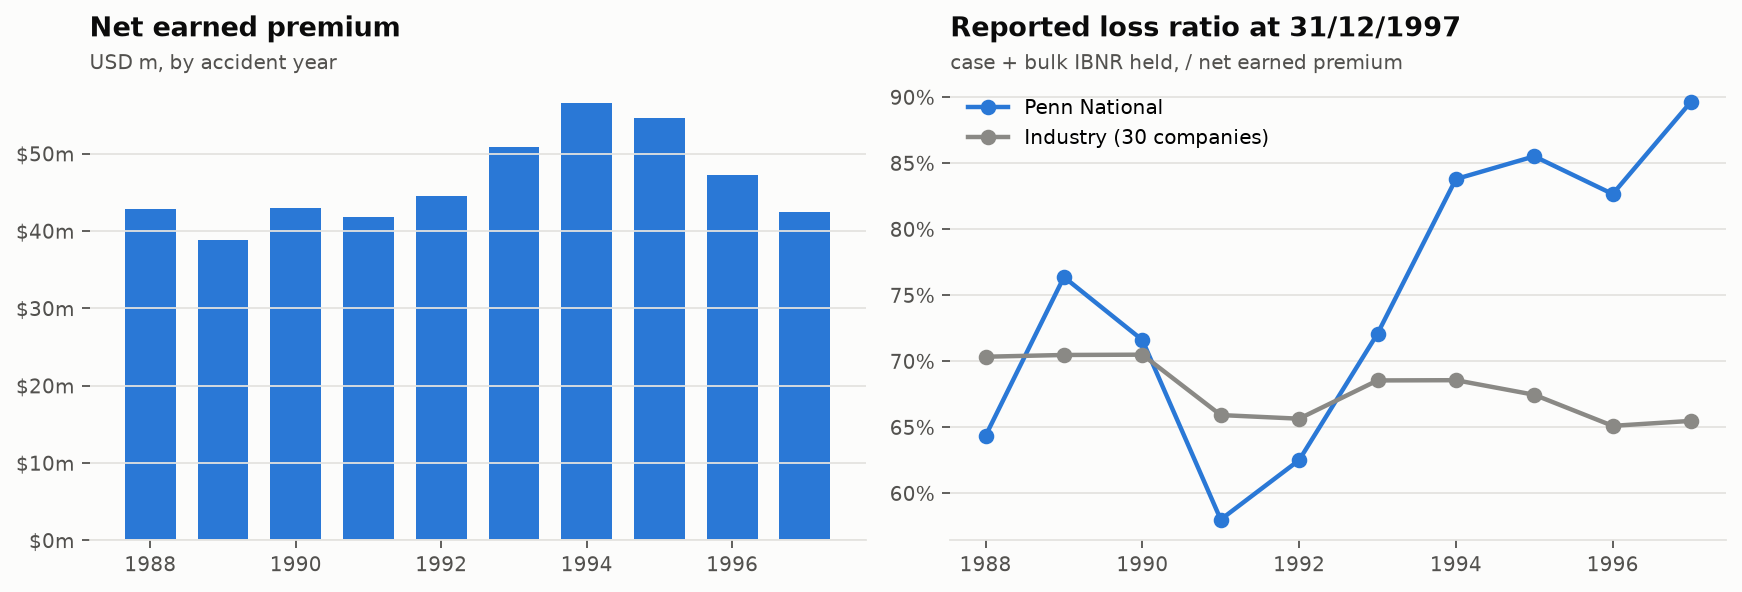 Net earned premium
USD m, by accident year
$50m
$40m
$30m
$20m
$10m
$0m
1988
1990
1992
1994
1996
Reported loss ratio at 31/12/1997
case + bulk IBNR held, / net earned premium
Penn National
Industry (30 companies)
90%
85%
80%
75%
70%
65%
60%
1988
1990
1992
1994
1996